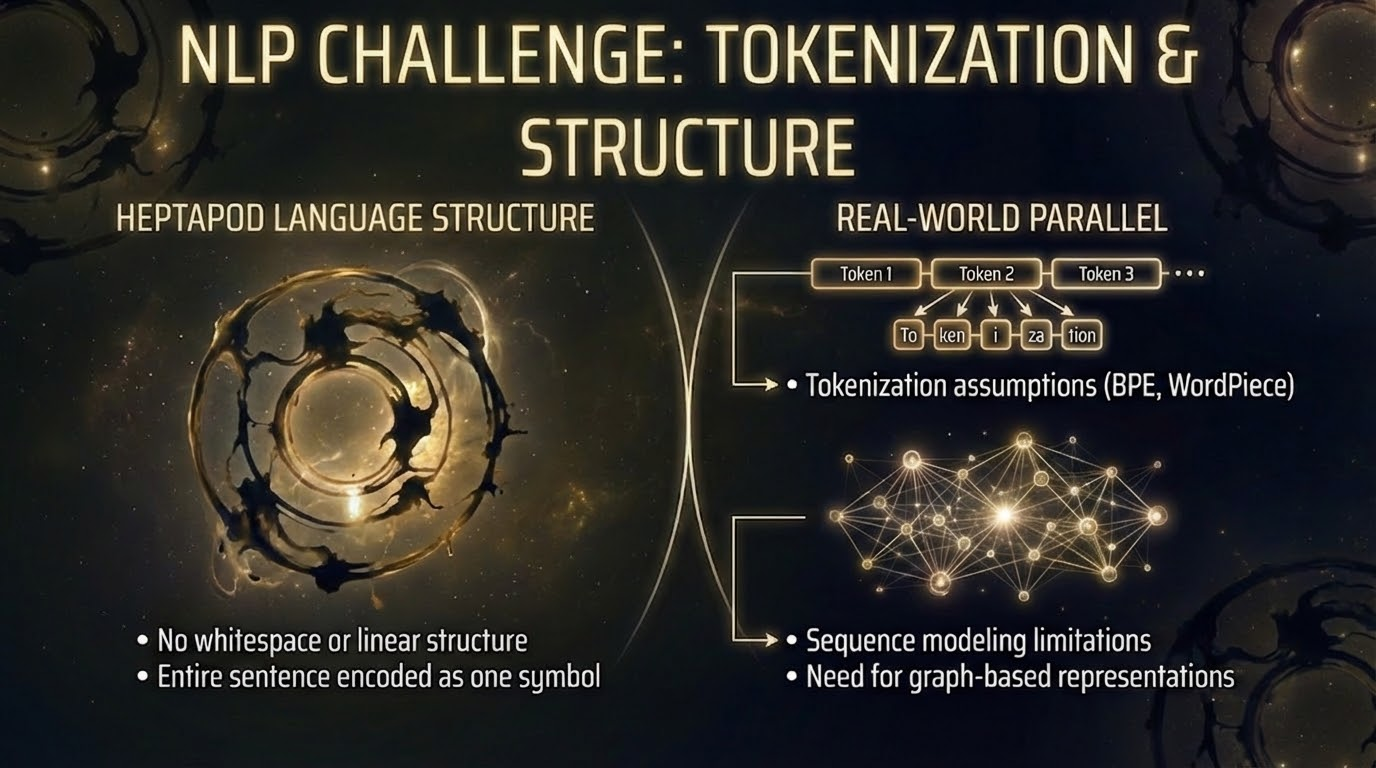 NLP CHALLENGE: TOKENIZATION &
STRUCTURE
HEPTAPOD LANGUAGE STRUCTURE
• No whitespace or linear structure
• Entire sentence encoded as one symbol
REAL-WORLD PARALLEL
Token 1 Token 2 Token 3 •••
To ken i za tion
• Tokenization assumptions (BPE, WordPiece)
• Sequence modeling limitations
• Need for graph-based representations